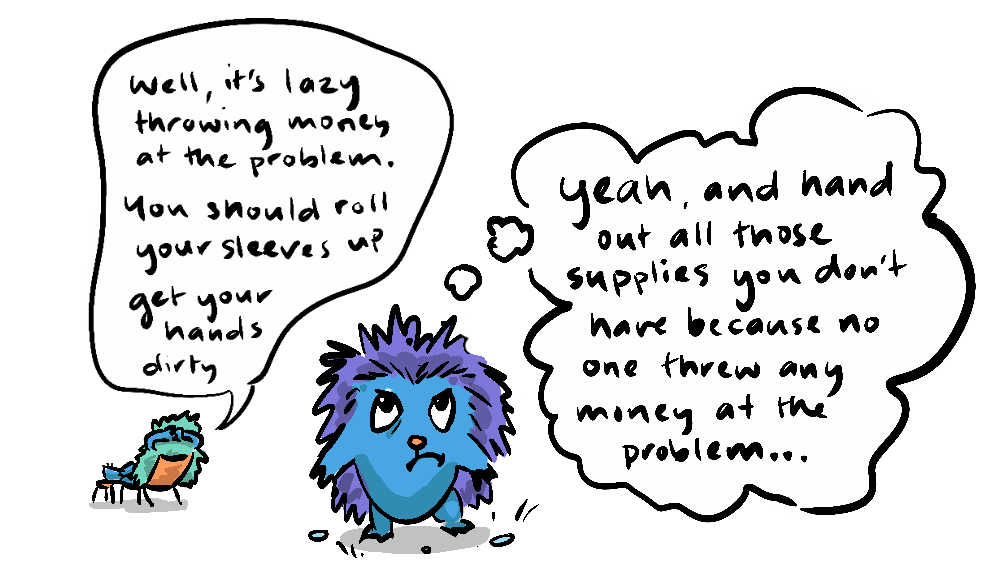 Well, it's lazy
throwing money
at the problem.
You should roll
your sleeves up?
get your
hands
dirty
yeah, and hand
out all those
supplies you don't
have because no
one threw any
money at the
problem...